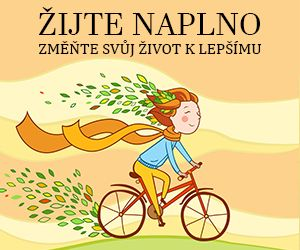 ŽIJTE NAPLNO
ZMĚŇTE SVŮJ ŽIVOT K LEPŠÍMU